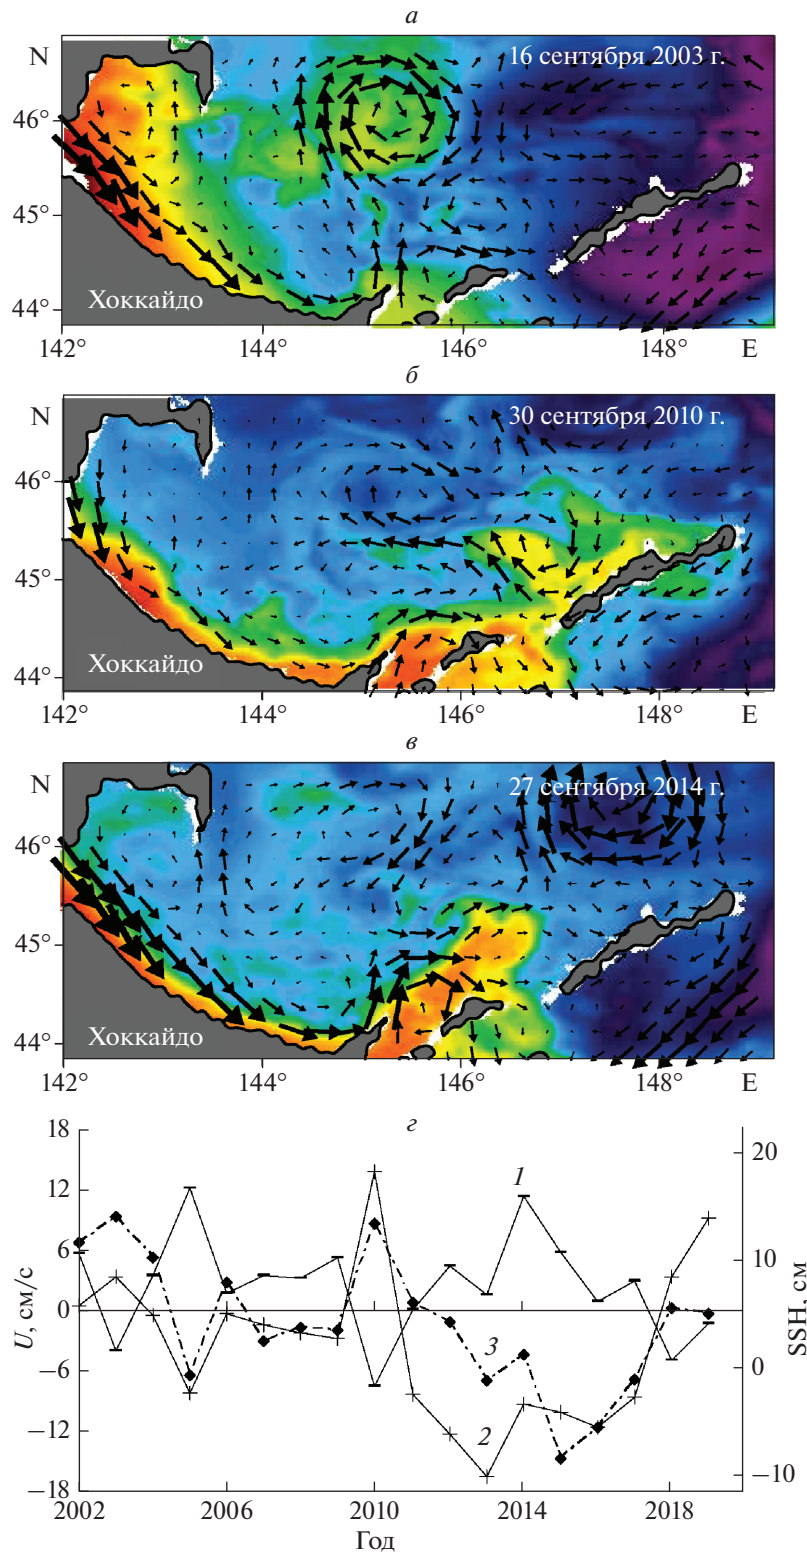 а
N
16 сентября 2003 г.
46°
45°
44°
Хоккайдо
142
144°
146°
148°
E
б
N
30 сентября 2010 г.
46°
45°
44°
Хоккайдо
142
144°
146°
148°
E
в
N
27 сентября 2014 г.
46°
45°
44°
Хоккайдо
142
144°
146°
148°
E
г
18
12
6
0
−6
−12
−18
U, см/с
1
2
3
20
10
0
−10
SSH, см
2002
2006
2010
2014
2018
Год